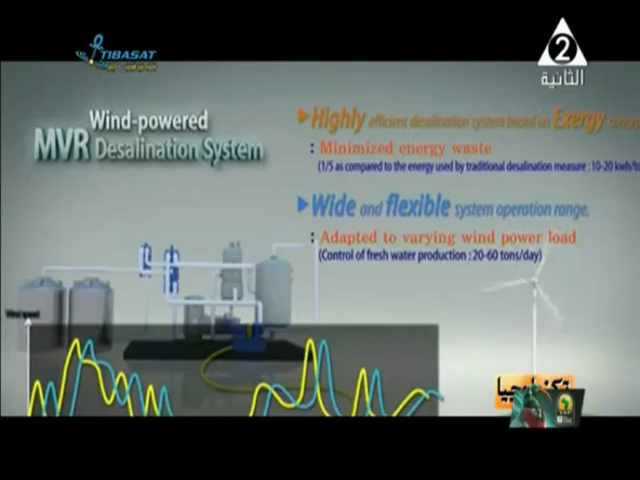 TIBASAT
2
الثانية
Wind-powered
MVR Desalination System
Highly efficient desalination system based on Exergy
: Minimized energy waste
(1/5 as compared to the energy used by traditional desalination measure : 10-20 kwh/to
Wide and flexible system operation range.
: Adapted to varying wind power load
(Control of fresh water production : 20-60 tons/day)
Wind speed
تكنولوجيا